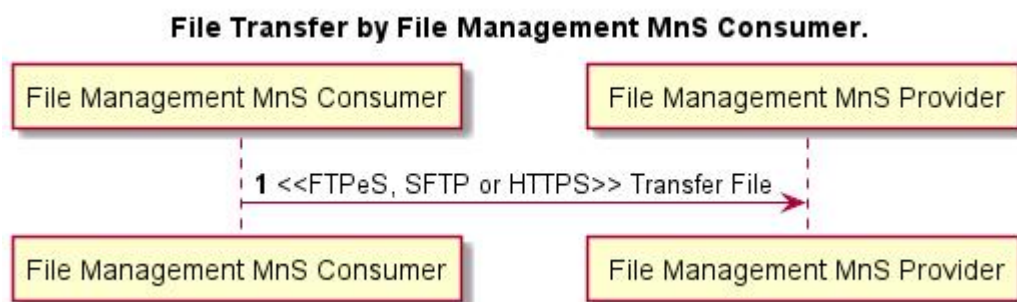 File Transfer by File Management MnS Consumer.
File Management MnS Consumer
File Management MnS Provider
1 <<FTPeS, SFTP or HTTPS>> Transfer File
File Management MnS Consumer
File Management MnS Provider